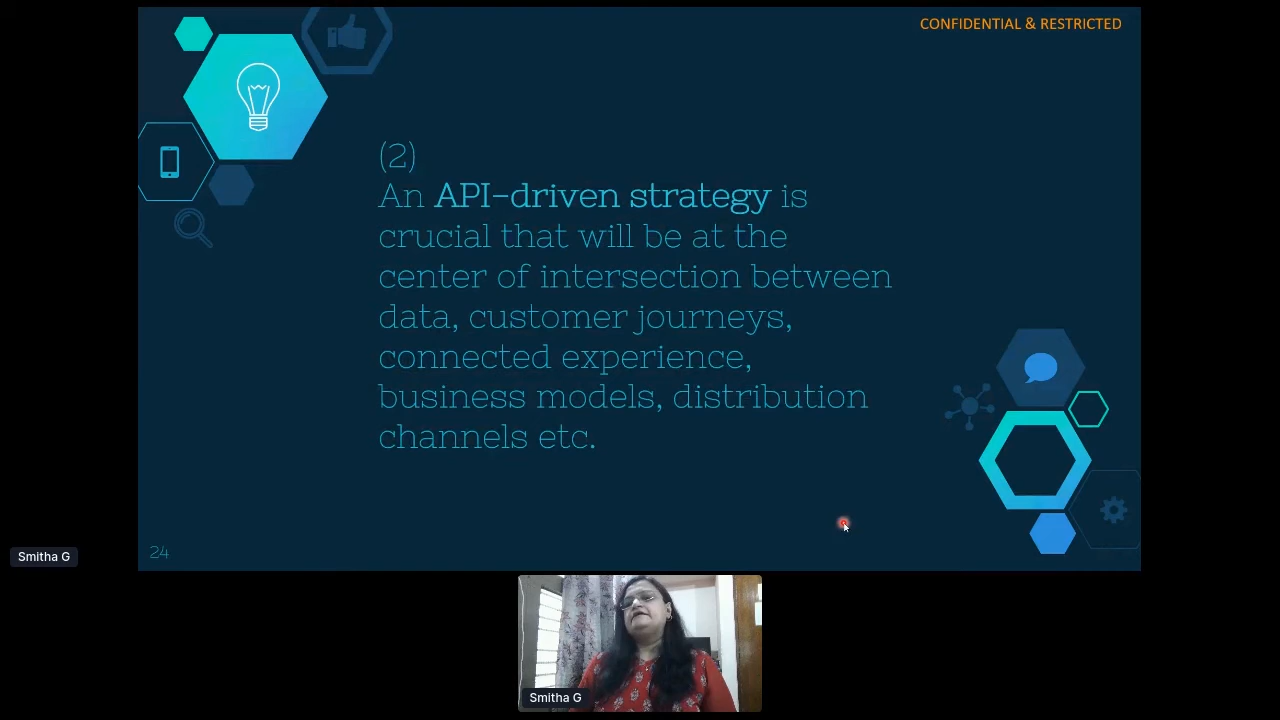 CONFIDENTIAL & RESTRICTED
(2)
An API-driven strategy is
crucial that will be at the
center of intersection between
data, customer journeys,
connected experience,
business models, distribution
channels etc.
24
Smitha G
Smitha G